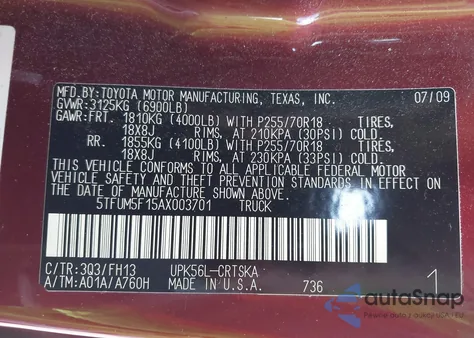 MFD.BY:TOYOTA MOTOR MANUFACTURING, TEXAS, INC. 07/09
GVWR:3125KG (6900LB)
GAWR:FRT. 1810KG (4000LB) WITH P255/70R18
18X8J RIMS, AT 210KPA (30PSI) COLD.
RR. 1855KG (4100LB) WITH P255/70R18
18X8J RIMS, AT 230KPA (33PSI) COLD.
THIS VEHICLE CONFORMS TO ALL APPLICABLE FEDERAL MOTOR
VEHICLE SAFETY AND THEFT PREVENTION STANDARDS IN EFFECT
ON THE DATE OF MANUFACTURE SHOWN ABOVE.
5TFUM5F15AX003701 TRUCK
C/TR:3Q3/FH13 UPK56L-CRTSKA
A/TM:A01A/A760H MADE IN U.S.A. 736 1
autoSnap